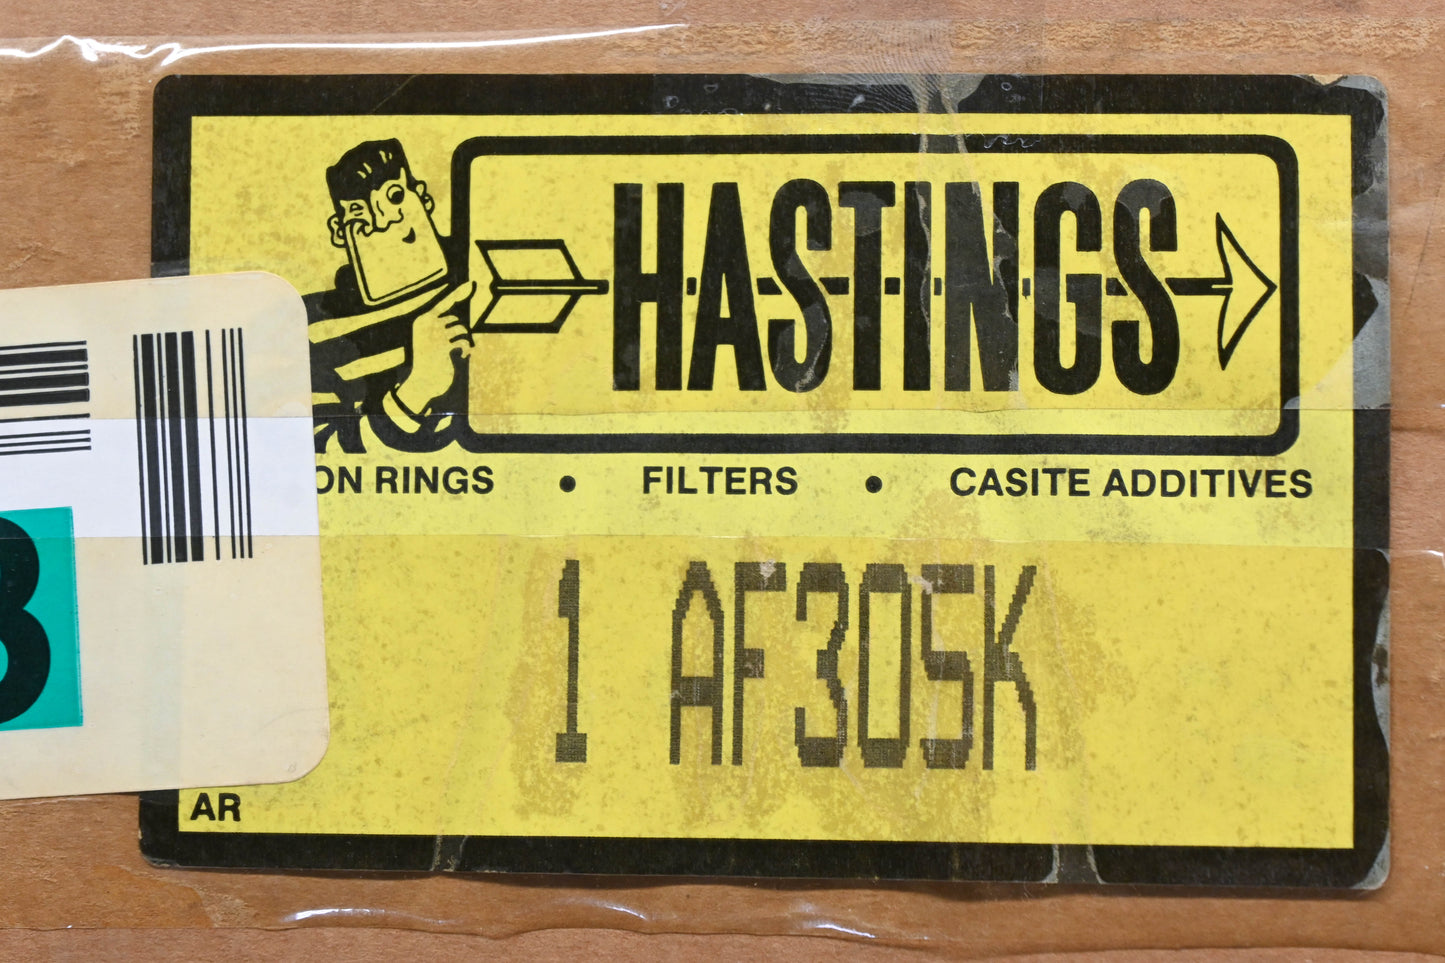 HASTINGS
ON RINGS • FILTERS • CASITE ADDITIVES
1 AF305K
AR